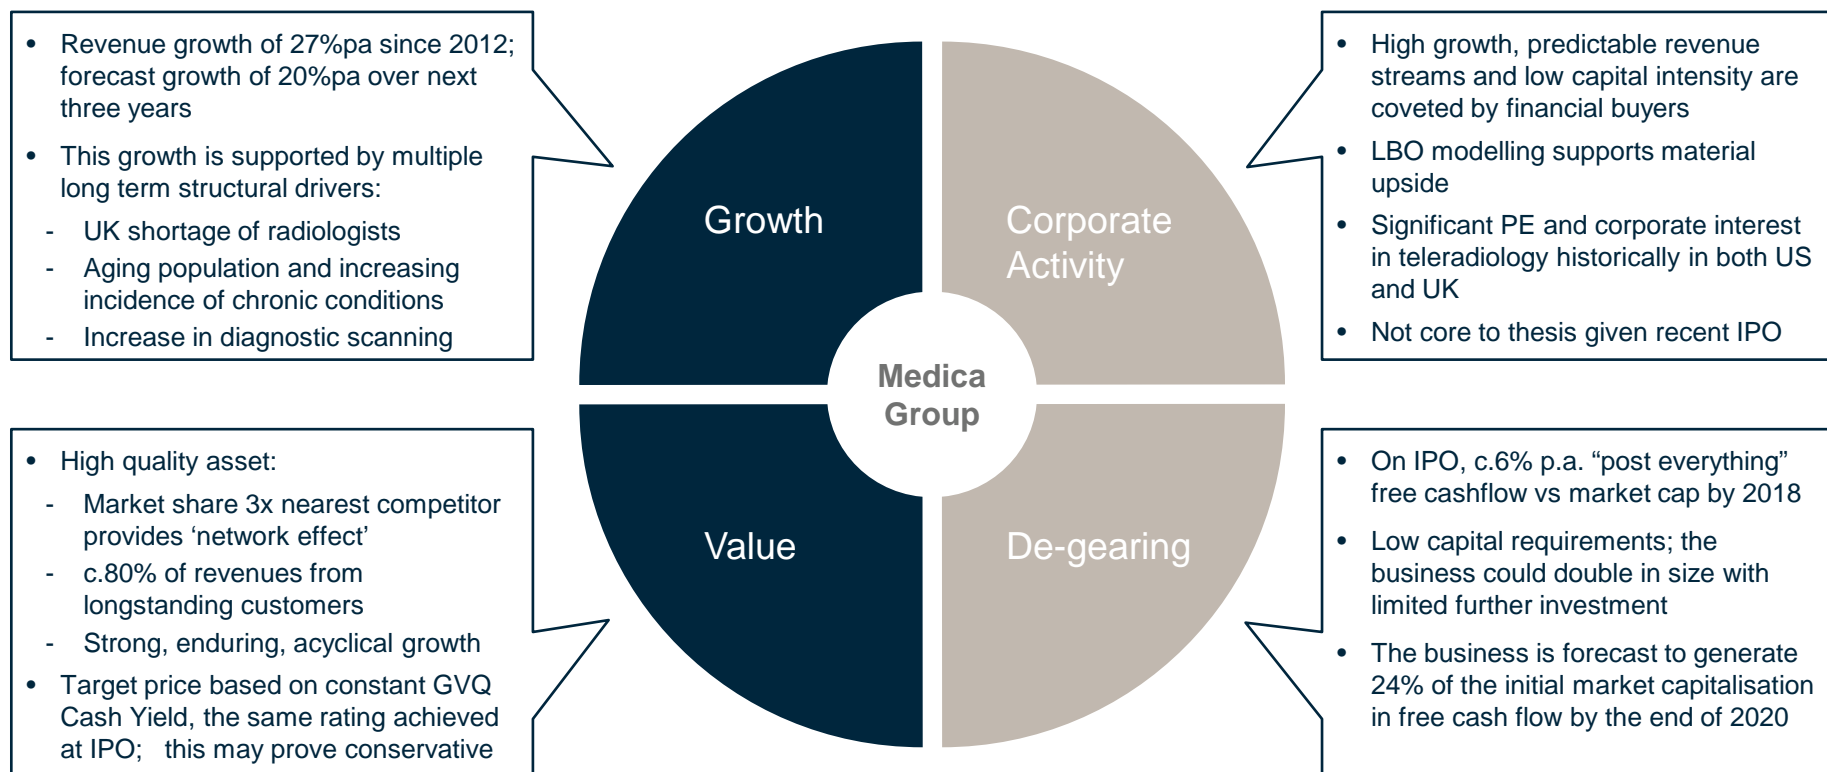 • Revenue growth of 27%pa since 2012;
forecast growth of 20%pa over next
three years
• This growth is supported by multiple
long term structural drivers:
- UK shortage of radiologists
- Aging population and increasing
incidence of chronic conditions
- Increase in diagnostic scanning
Growth
Corporate
Activity
• High growth, predictable revenue
streams and low capital intensity are
coveted by financial buyers
• LBO modelling supports material
upside
• Significant PE and corporate interest
in teleradiology historically in both US
and UK
• Not core to thesis given recent IPO
Medica
Group
• High quality asset:
- Market share 3x nearest competitor
provides ‘network effect’
- c.80% of revenues from
longstanding customers
- Strong, enduring, acyclical growth
• Target price based on constant GVQ
Cash Yield, the same rating achieved
at IPO;   this may prove conservative
Value
De-gearing
• On IPO, c.6% p.a. “post everything”
free cashflow vs market cap by 2018
• Low capital requirements; the
business could double in size with
limited further investment
• The business is forecast to generate
24% of the initial market capitalisation
in free cash flow by the end of 2020